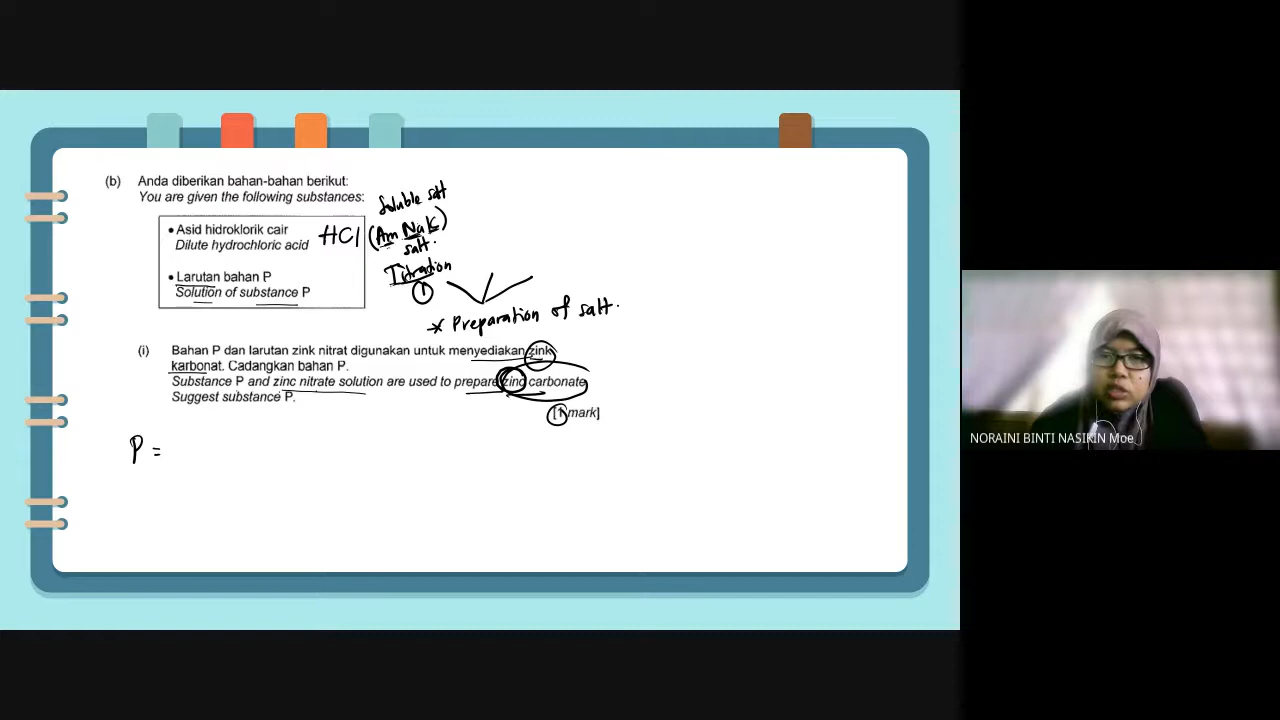 (b) Anda diberikan bahan-bahan berikut:
You are given the following substances:
• Asid hidroklorik cair
Dilute hydrochloric acid
HCl
• Larutan bahan P
Solution of substance P
Soluble salt
(Am Na K)
salt.
Titration
1
* Preparation of salt.
(i) Bahan P dan larutan zink nitrat digunakan untuk menyediakan zink
karbonat. Cadangkan bahan P.
Substance P and zinc nitrate solution are used to prepare zinc carbonate
Suggest substance P.
[1 mark]
P =
NORAINI BINTI NASIKIN Moe